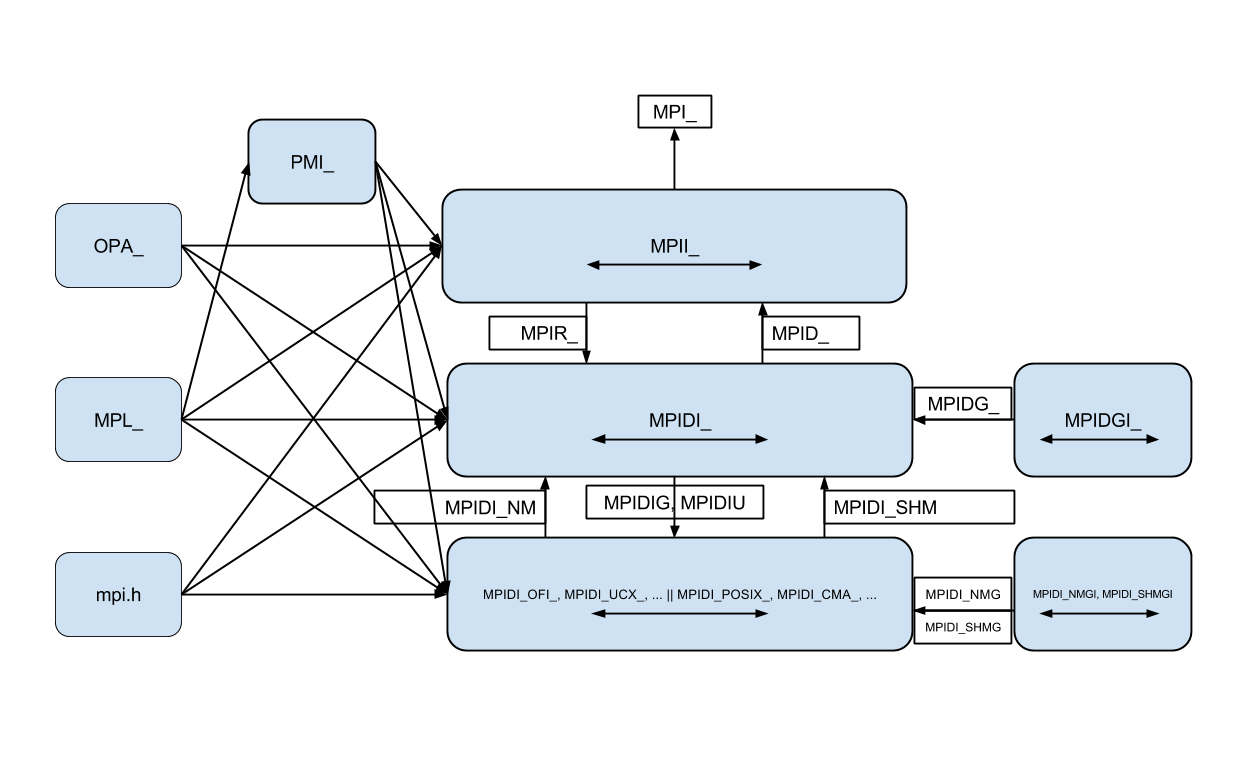 MPI_
PMI_
OPA_
MPII_
MPIR_
MPID_
MPL_
MPIDI_
MPIDG_
MPIDGI_
MPIDI_NM
MPIDIG, MPIDIU
MPIDI_SHM
mpi.h
MPIDI_OFI_, MPIDI_UCX_, ... || MPIDI_POSIX_, MPIDI_CMA_, ...
MPIDI_NMG
MPIDI_SHMG
MPIDI_NMGI, MPIDI_SHMGI